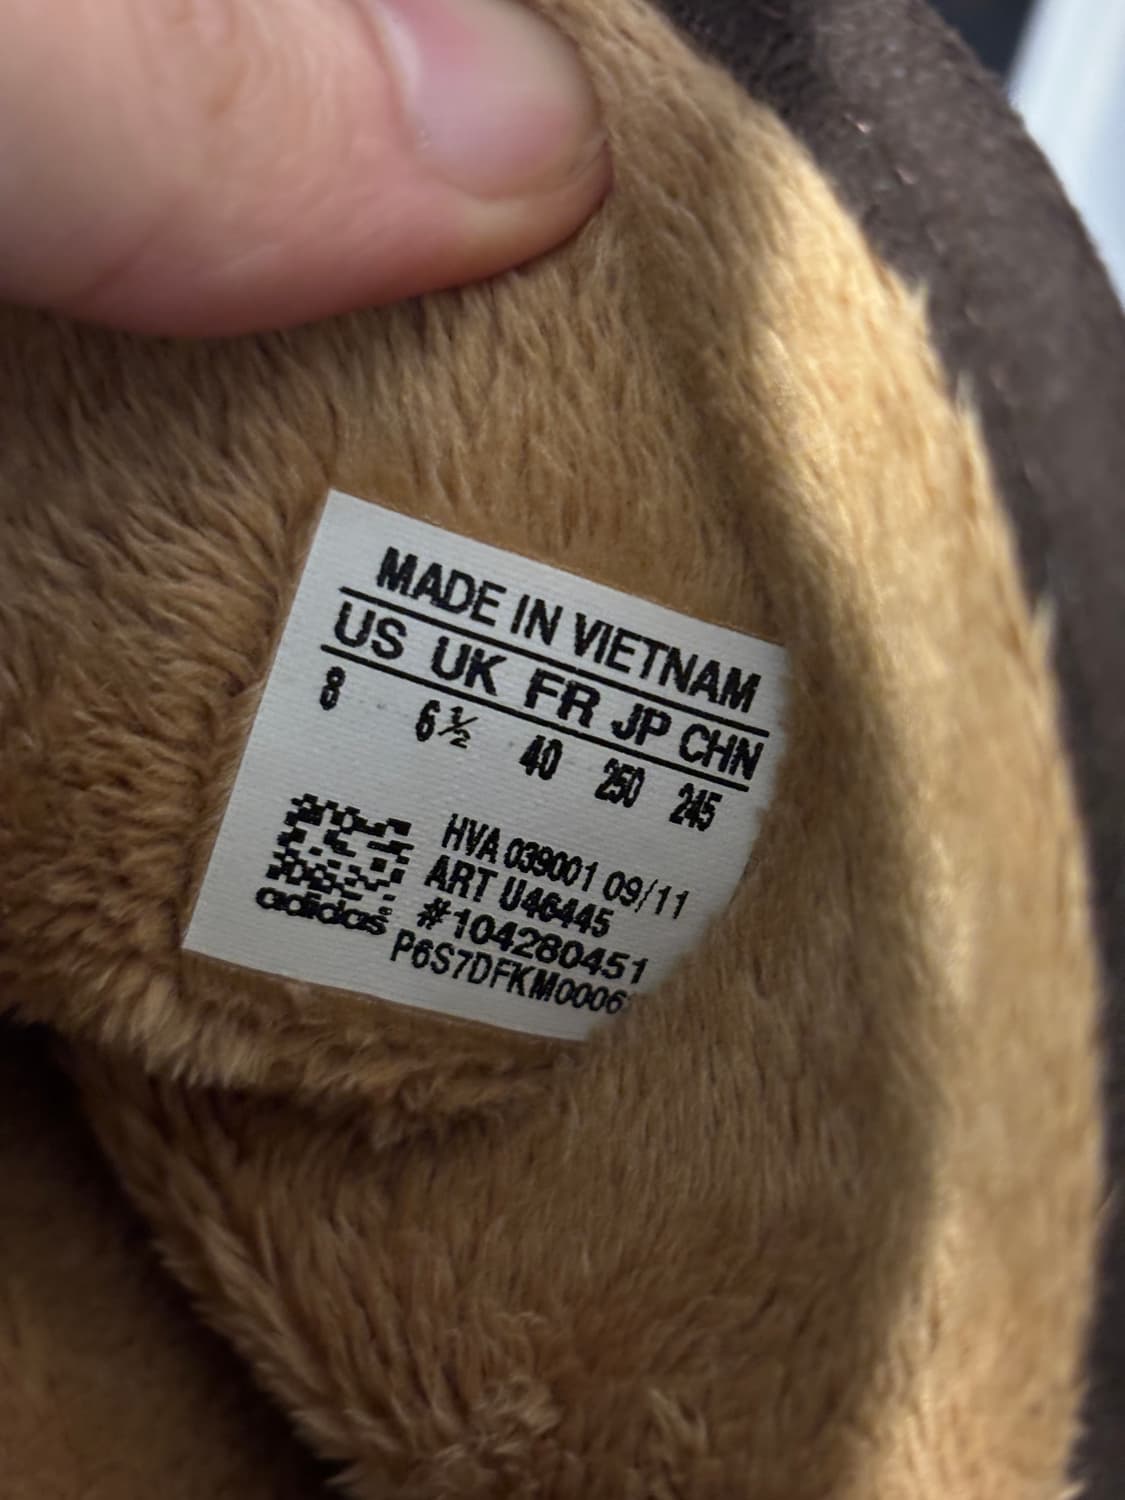 MADE IN VIETNAM
US UK FR JP CHN
8 6½ 40 250 245
HVA 039001 09/11
ART U46445
#104280451
adidas
P6S7DFKM0006